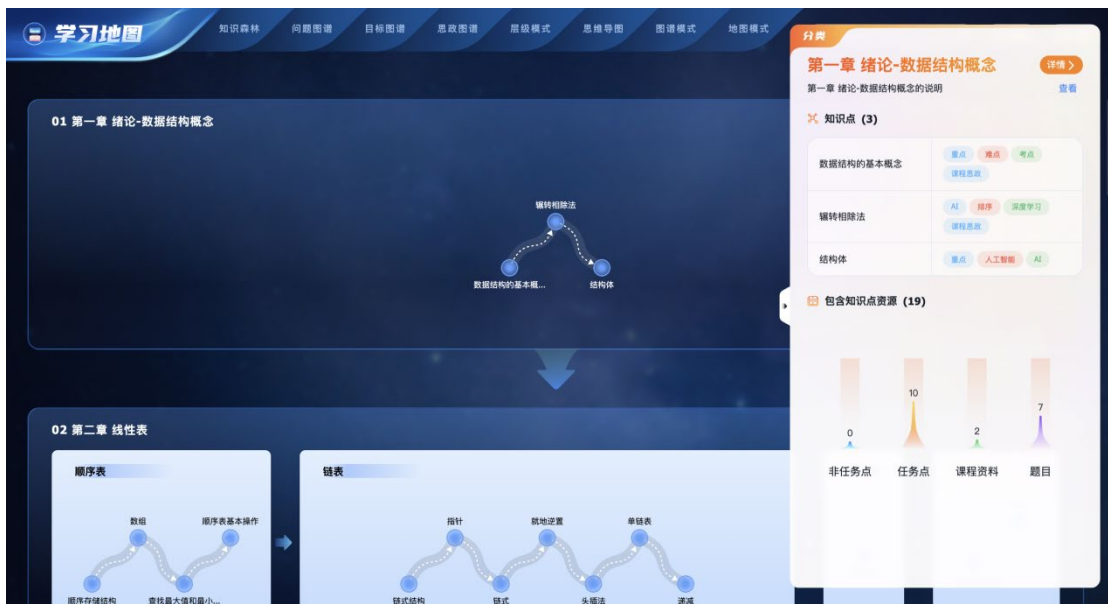 学习地图
知识森林 问题图谱 目标图谱 思政图谱 层级模式 思维导图 图谱模式 地图模式
01 第一章 绪论-数据结构概念
辗转相除法
数据结构的基本概...
结构体
02 第二章 线性表
顺序表
数组
顺序表基本操作
顺序存储结构
查找最大值和最小...
链表
指针
就地逆置
单链表
链式结构
链式
头插法
递减
分类
第一章 绪论-数据结构概念
详情 >
第一章 绪论-数据结构概念的说明
查看
知识点 (3)
数据结构的基本概念
重点 难点 考点
课程思政
辗转相除法
AI 排序 深度学习
课程思政
结构体
重点 人工智能 AI
包含知识点资源 (19)
0
10
2
7
非任务点 任务点 课程资料 题目